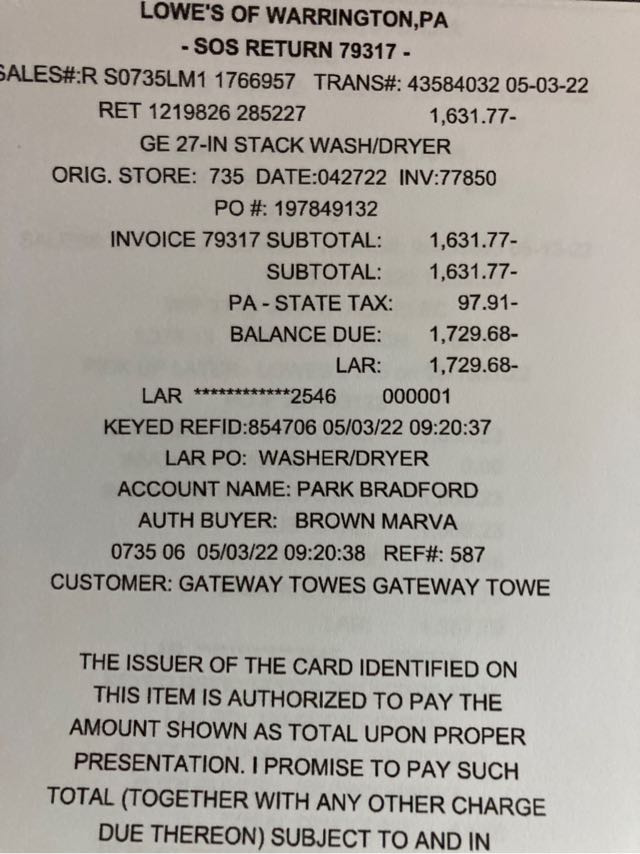 LOWE'S OF WARRINGTON,PA
- SOS RETURN 79317 -
SALES#:R S0735LM1 1766957 TRANS#: 43584032 05-03-22
RET 1219826 285227 1,631.77-
GE 27-IN STACK WASH/DRYER
ORIG. STORE: 735 DATE:042722 INV:77850
PO #: 197849132
INVOICE 79317 SUBTOTAL: 1,631.77-
SUBTOTAL: 1,631.77-
PA - STATE TAX: 97.91-
BALANCE DUE: 1,729.68-
LAR: 1,729.68-
LAR ************2546 000001
KEYED REFID:854706 05/03/22 09:20:37
LAR PO: WASHER/DRYER
ACCOUNT NAME: PARK BRADFORD
AUTH BUYER: BROWN MARVA
0735 06 05/03/22 09:20:38 REF#: 587
CUSTOMER: GATEWAY TOWES GATEWAY TOWE
THE ISSUER OF THE CARD IDENTIFIED ON
THIS ITEM IS AUTHORIZED TO PAY THE
AMOUNT SHOWN AS TOTAL UPON PROPER
PRESENTATION. I PROMISE TO PAY SUCH
TOTAL (TOGETHER WITH ANY OTHER CHARGE
DUE THEREON) SUBJECT TO AND IN